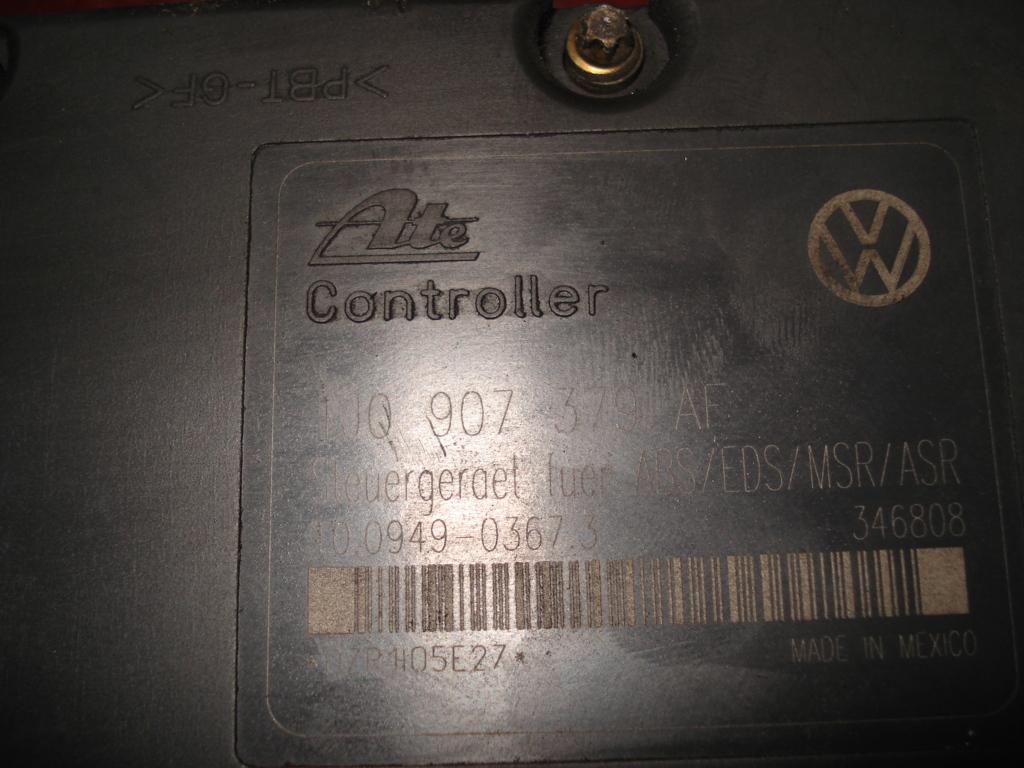 >PBT-GF<
Ate
Controller
1J0 907 379 AF
Steuergeraet fuer ABS/EDS/MSR/ASR
10.0949-0367.3 346808
MADE IN MEXICO